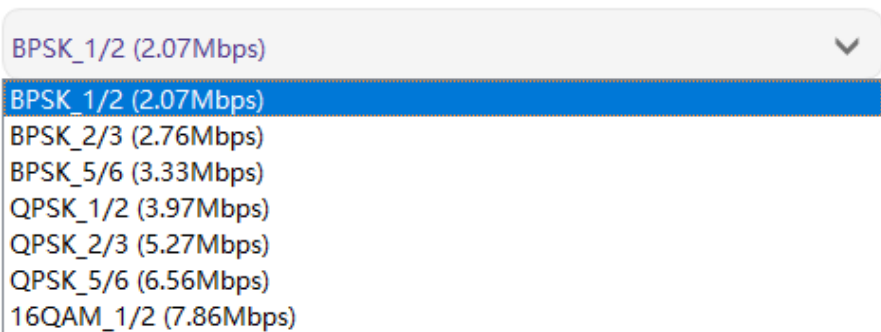 BPSK_1/2 (2.07Mbps)
BPSK_1/2 (2.07Mbps)
BPSK_2/3 (2.76Mbps)
BPSK_5/6 (3.33Mbps)
QPSK_1/2 (3.97Mbps)
QPSK_2/3 (5.27Mbps)
QPSK_5/6 (6.56Mbps)
16QAM_1/2 (7.86Mbps)